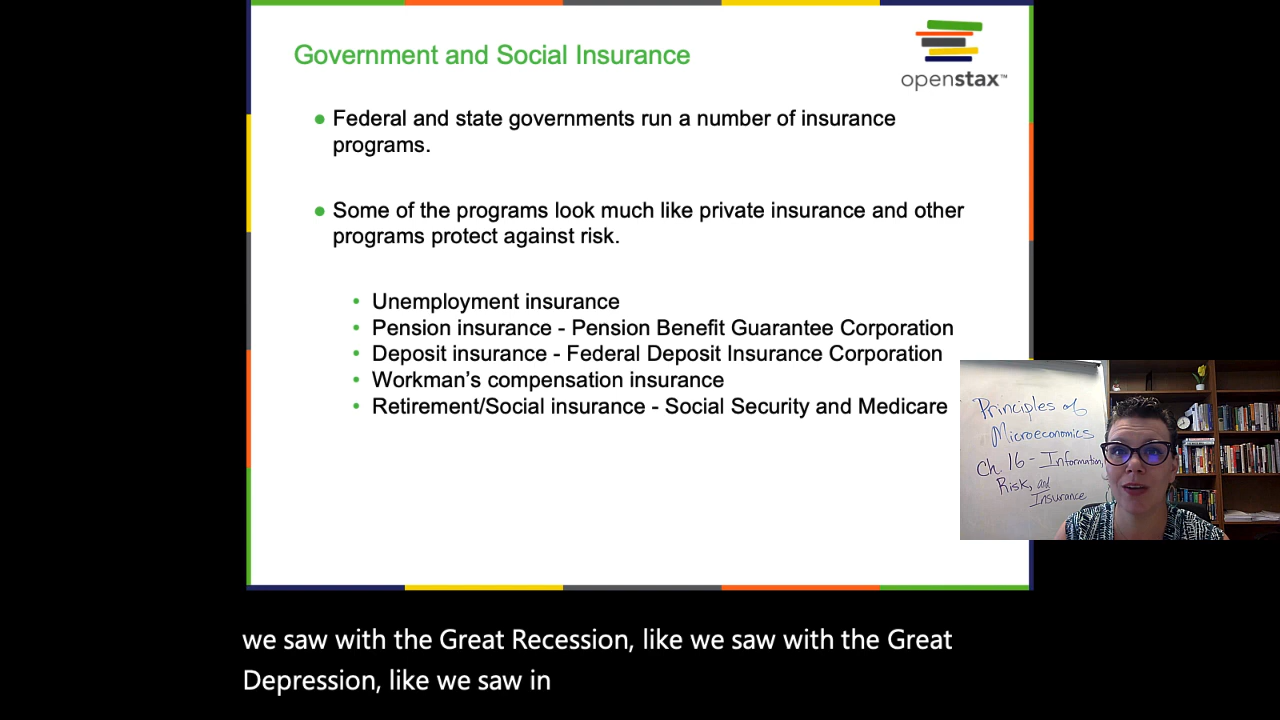 Government and Social Insurance
openstax™
● Federal and state governments run a number of insurance
programs.
● Some of the programs look much like private insurance and other
programs protect against risk.
• Unemployment insurance
• Pension insurance - Pension Benefit Guarantee Corporation
• Deposit insurance - Federal Deposit Insurance Corporation
• Workman’s compensation insurance
• Retirement/Social insurance - Social Security and Medicare
Principles of
Microeconomics
Ch. 16 - Information,
Risk, and
Insurance
we saw with the Great Recession, like we saw with the Great
Depression, like we saw in